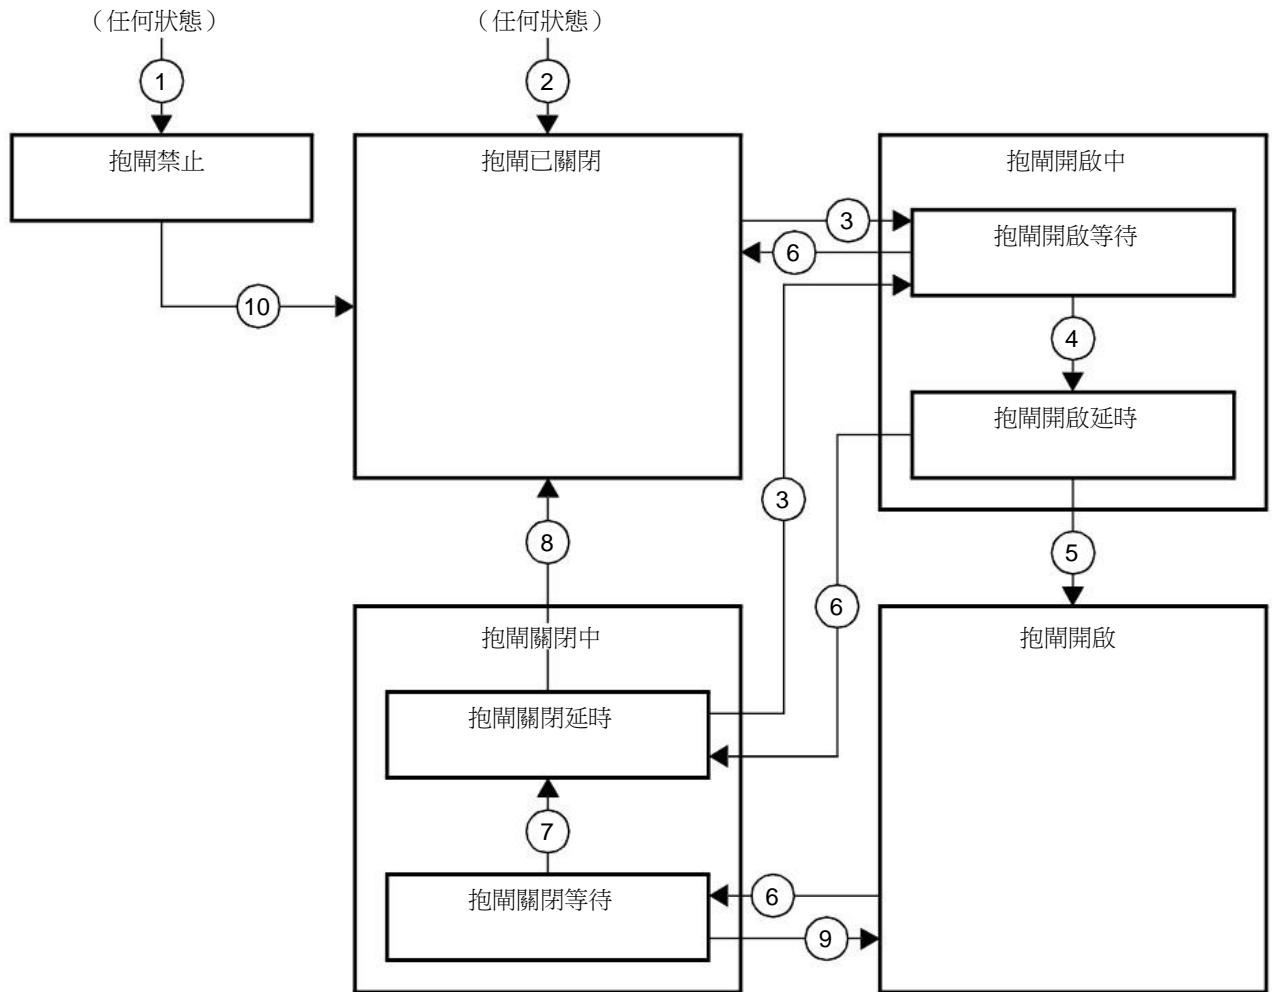 （任何狀態）
（任何狀態）
1
2
抱閘禁止
抱閘已關閉
抱閘開啟中
3
抱閘開啟等待
6
10
4
抱閘開啟延時
3
8
5
6
抱閘關閉中
抱閘開啟
抱閘關閉延時
7
抱閘關閉等待
6
9